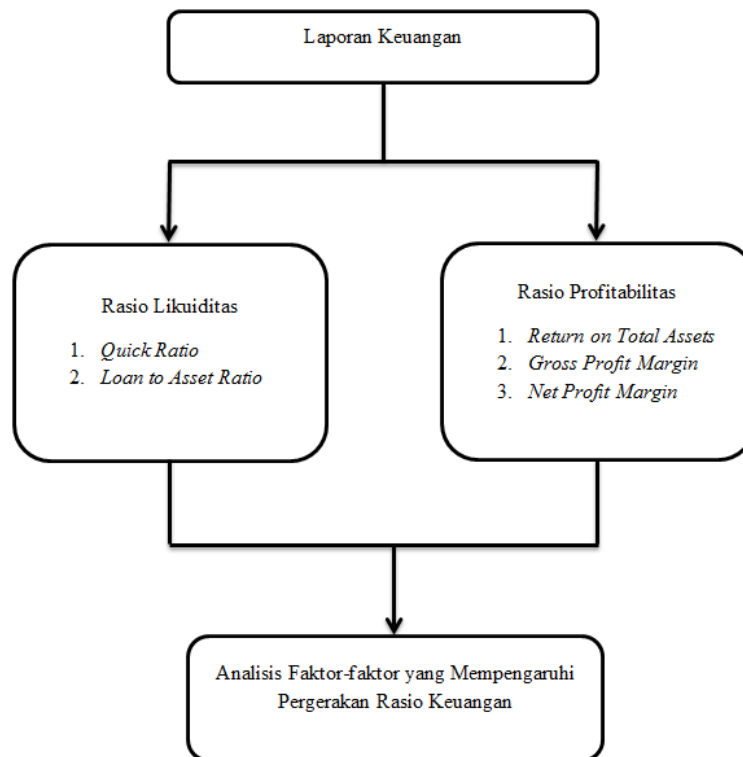 Laporan Keuangan
Rasio Likuiditas
1. Quick Ratio
2. Loan to Asset Ratio
Rasio Profitabilitas
1. Return on Total Assets
2. Gross Profit Margin
3. Net Profit Margin
Analisis Faktor-faktor yang Mempengaruhi
Pergerakan Rasio Keuangan